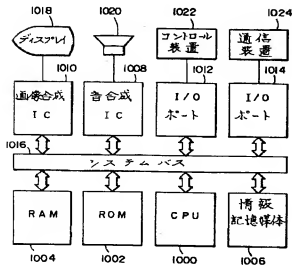 1018
1020
1022
1024
ディスプレイ
コントロール
装置
通信
装置
1010
1008
1012
1014
画像合成
IC
音合成
IC
I/O
ポート
I/O
ポート
1016
システムバス
RAM
ROM
CPU
情報
記憶媒体
1004
1002
1000
1006